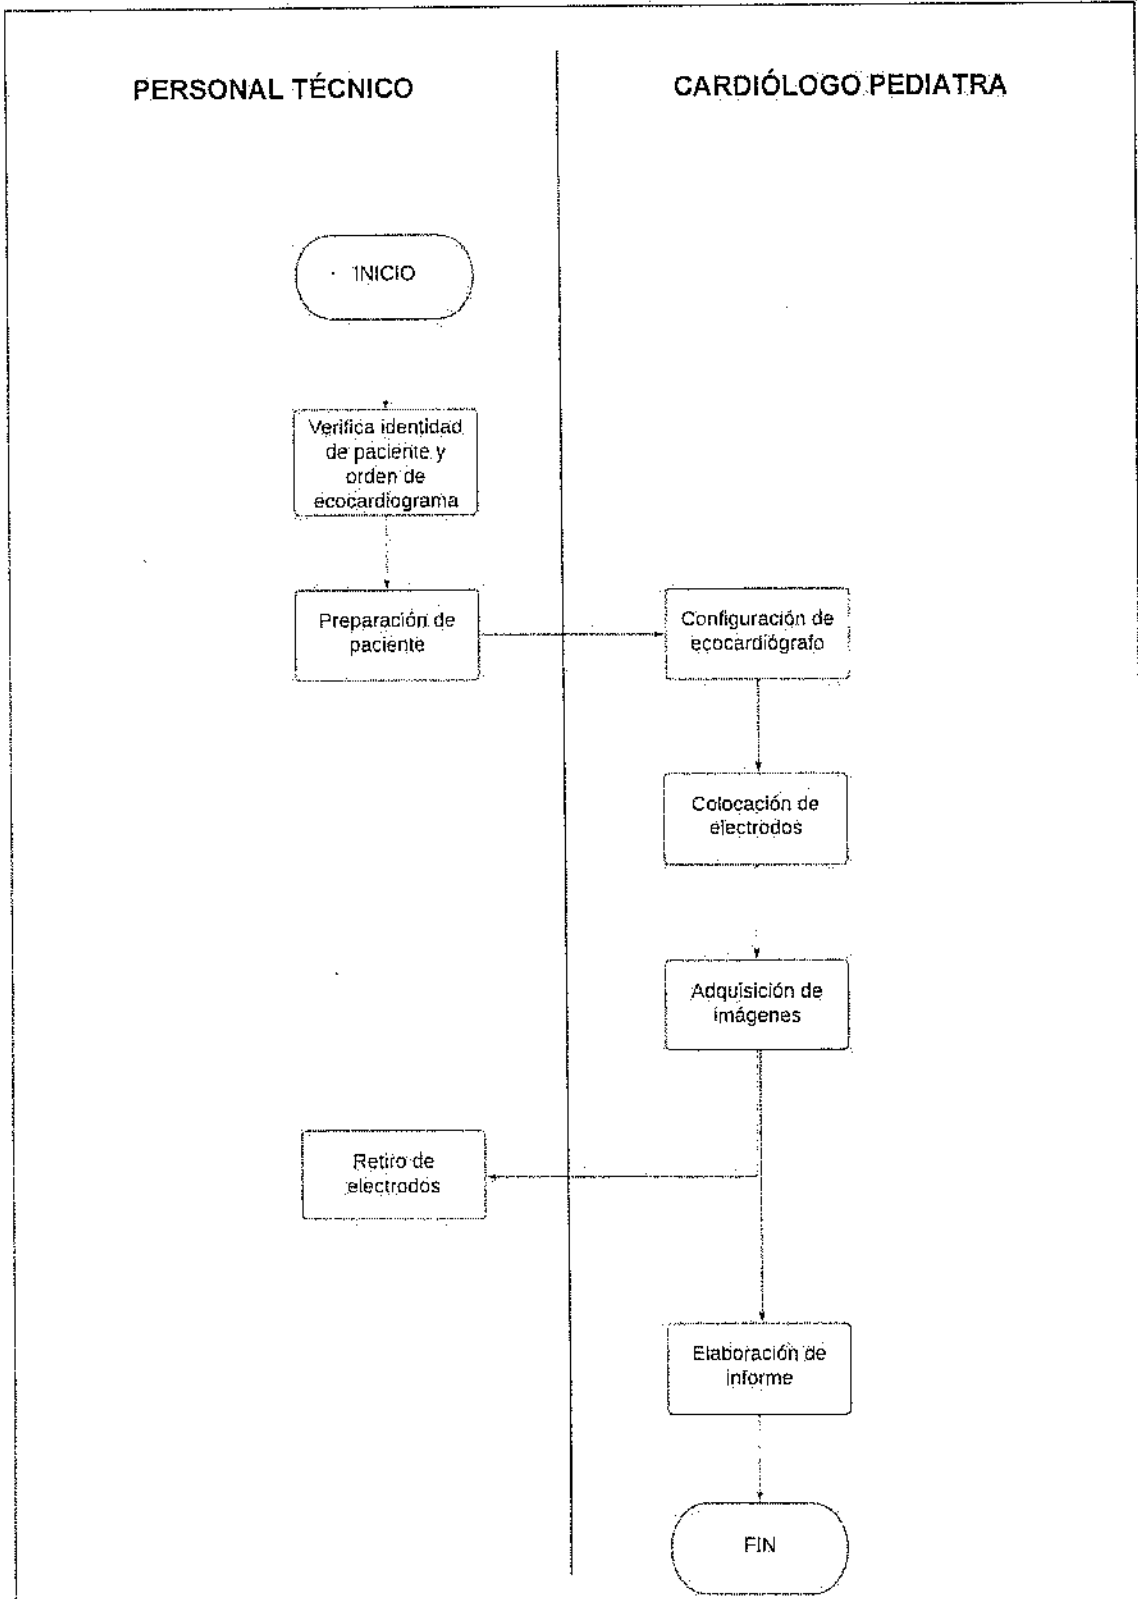 PERSONAL TÉCNICO
CARDIÓLOGO PEDIATRA
INICIO
Verifica identidad
de paciente y
orden de
ecocardiograma
Preparación de
paciente
Configuración de
ecocardiógrafo
Colocación de
electrodos
Adquisición de
imágenes
Retiro de
electrodos
Elaboración de
informe
FIN